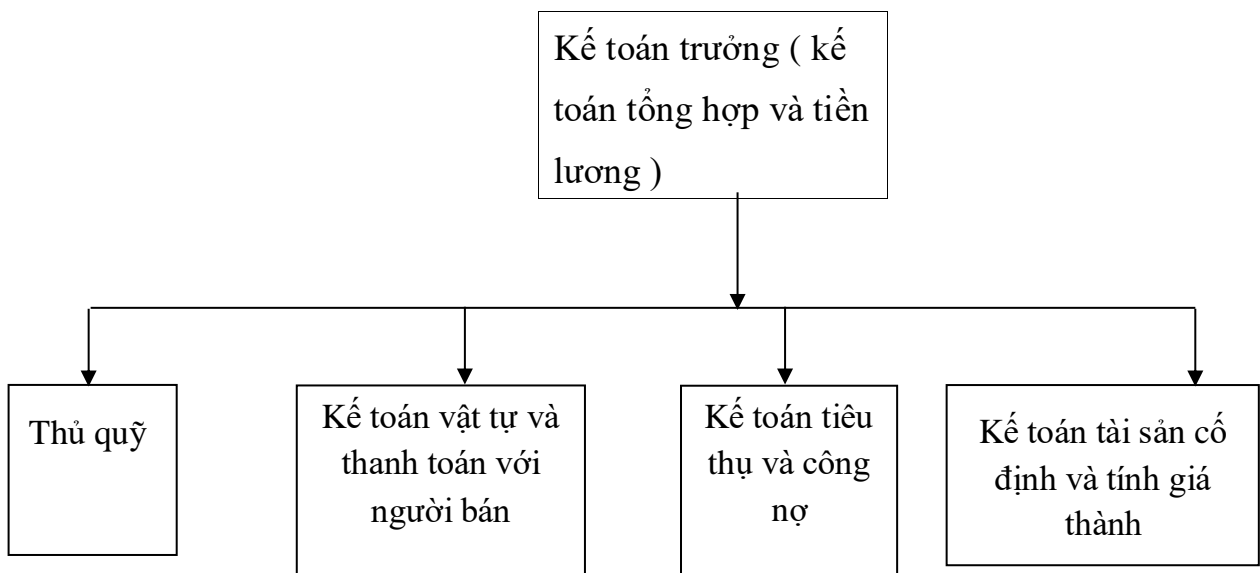 Kế toán trưởng ( kế
toán tổng hợp và tiền
lương )
Thủ quỹ
Kế toán vật tự và
thanh toán với
người bán
Kế toán tiêu
thụ và công
nợ
Kế toán tài sản cố
định và tính giá
thành